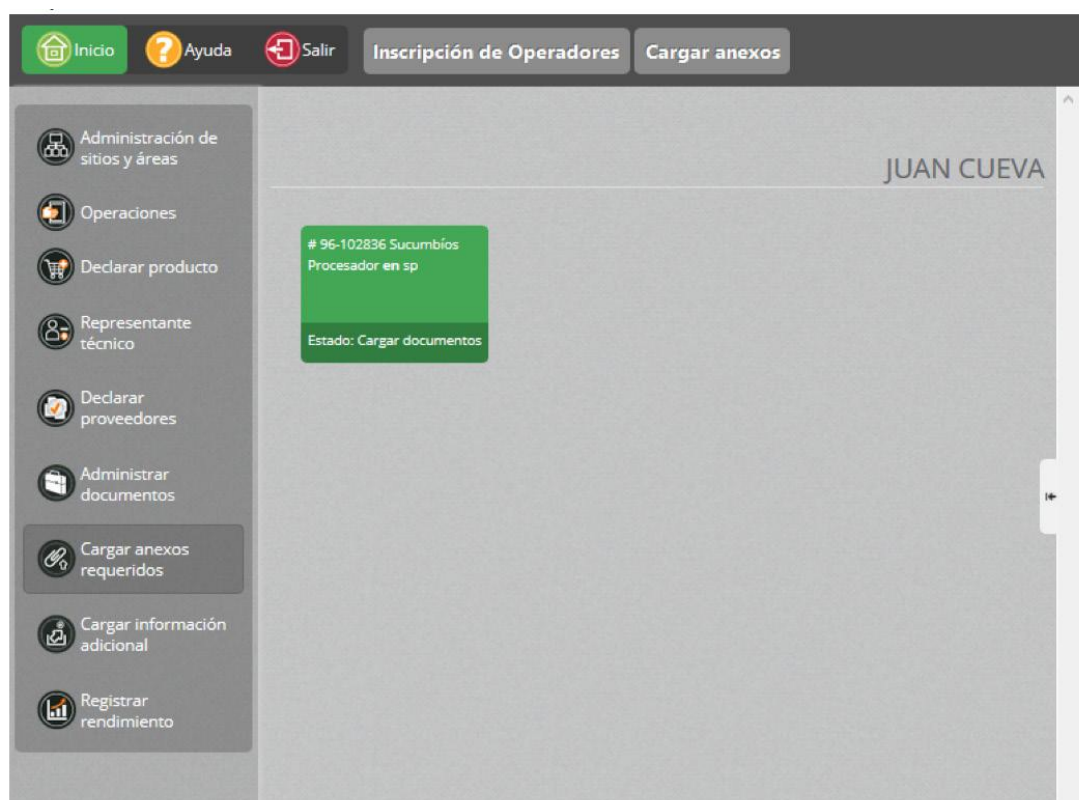 Inicio
Ayuda
Salir
Inscripción de Operadores
Cargar anexos
Administración de
sitios y áreas
Operaciones
Declarar producto
Representante
técnico
Declarar
proveedores
Administrar
documentos
Cargar anexos
requeridos
Cargar información
adicional
Registrar
rendimiento
JUAN CUEVA
# 96-102836 Sucumbíos
Procesador en sp
Estado: Cargar documentos